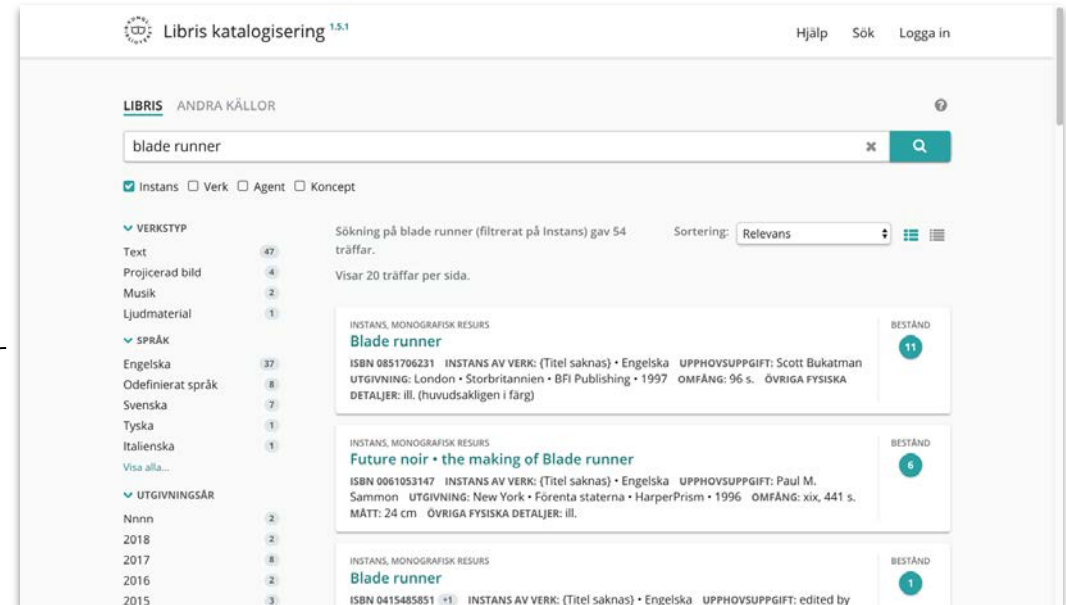 Libris katalogisering 1.5.1
Hjälp Sök Logga in
LIBRIS ANDRA KÄLLOR
blade runner
Instans Verk Agent Koncept
VERKSTYP
Text 47
Projicerad bild 4
Musik 2
Ljudmaterial 1
SPRÅK
Engelska 37
Odefinierat språk 8
Svenska 7
Tyska 1
Italienska 1
Visa alla...
UTGIVNINGSÅR
Nnnn 2
2018 2
2017 8
2016 2
2015 3
Sökning på blade runner (filtrerat på Instans) gav 54
träffar.
Sortering: Relevans
Visar 20 träffar per sida.
INSTANS, MONOGRAFISK RESURS
Blade runner
ISBN 0851706231 INSTANS AV VERK: {Titel saknas} • Engelska UPPHOVSUPPGIFT: Scott Bukatman
UTGIVNING: London • Storbritannien • BFI Publishing • 1997 OMFÅNG: 96 s. ÖVRIGA FYSISKA
DETALJER: ill. (huvudsakligen i färg)
BESTÅND
11
INSTANS, MONOGRAFISK RESURS
Future noir • the making of Blade runner
ISBN 0061053147 INSTANS AV VERK: {Titel saknas} • Engelska UPPHOVSUPPGIFT: Paul M.
Sammon UTGIVNING: New York • Förenta staterna • HarperPrism • 1996 OMFÅNG: xix, 441 s.
MÅTT: 24 cm ÖVRIGA FYSISKA DETALJER: ill.
BESTÅND
6
INSTANS, MONOGRAFISK RESURS
Blade runner
ISBN 0415485851 +1 INSTANS AV VERK: {Titel saknas} • Engelska UPPHOVSUPPGIFT: edited by
BESTÅND
1